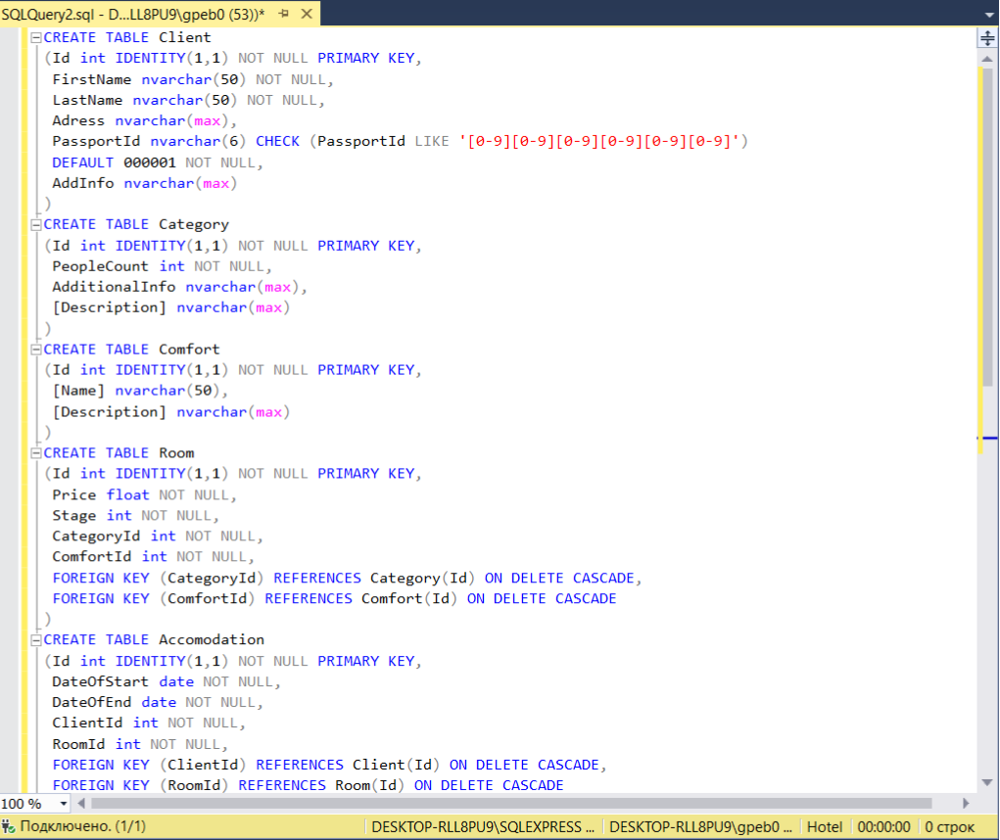 SQLQuery2.sql - D...LL8PU9\gpeb0 (53))*
CREATE TABLE Client
(Id int IDENTITY(1,1) NOT NULL PRIMARY KEY,
FirstName nvarchar(50) NOT NULL,
LastName nvarchar(50) NOT NULL,
Adress nvarchar(max),
PassportId nvarchar(6) CHECK (PassportId LIKE '[0-9][0-9][0-9][0-9][0-9][0-9]')
DEFAULT 000001 NOT NULL,
AddInfo nvarchar(max)
)
CREATE TABLE Category
(Id int IDENTITY(1,1) NOT NULL PRIMARY KEY,
PeopleCount int NOT NULL,
AdditionalInfo nvarchar(max),
[Description] nvarchar(max)
)
CREATE TABLE Comfort
(Id int IDENTITY(1,1) NOT NULL PRIMARY KEY,
[Name] nvarchar(50),
[Description] nvarchar(max)
)
CREATE TABLE Room
(Id int IDENTITY(1,1) NOT NULL PRIMARY KEY,
Price float NOT NULL,
Stage int NOT NULL,
CategoryId int NOT NULL,
ComfortId int NOT NULL,
FOREIGN KEY (CategoryId) REFERENCES Category(Id) ON DELETE CASCADE,
FOREIGN KEY (ComfortId) REFERENCES Comfort(Id) ON DELETE CASCADE
)
CREATE TABLE Accomodation
(Id int IDENTITY(1,1) NOT NULL PRIMARY KEY,
DateOfStart date NOT NULL,
DateOfEnd date NOT NULL,
ClientId int NOT NULL,
RoomId int NOT NULL,
FOREIGN KEY (ClientId) REFERENCES Client(Id) ON DELETE CASCADE,
FOREIGN KEY (RoomId) REFERENCES Room(Id) ON DELETE CASCADE
100 %
Подключено. (1/1) DESKTOP-RLL8PU9\SQLEXPRESS ... DESKTOP-RLL8PU9\gpeb0 ... Hotel 00:00:00 0 строк